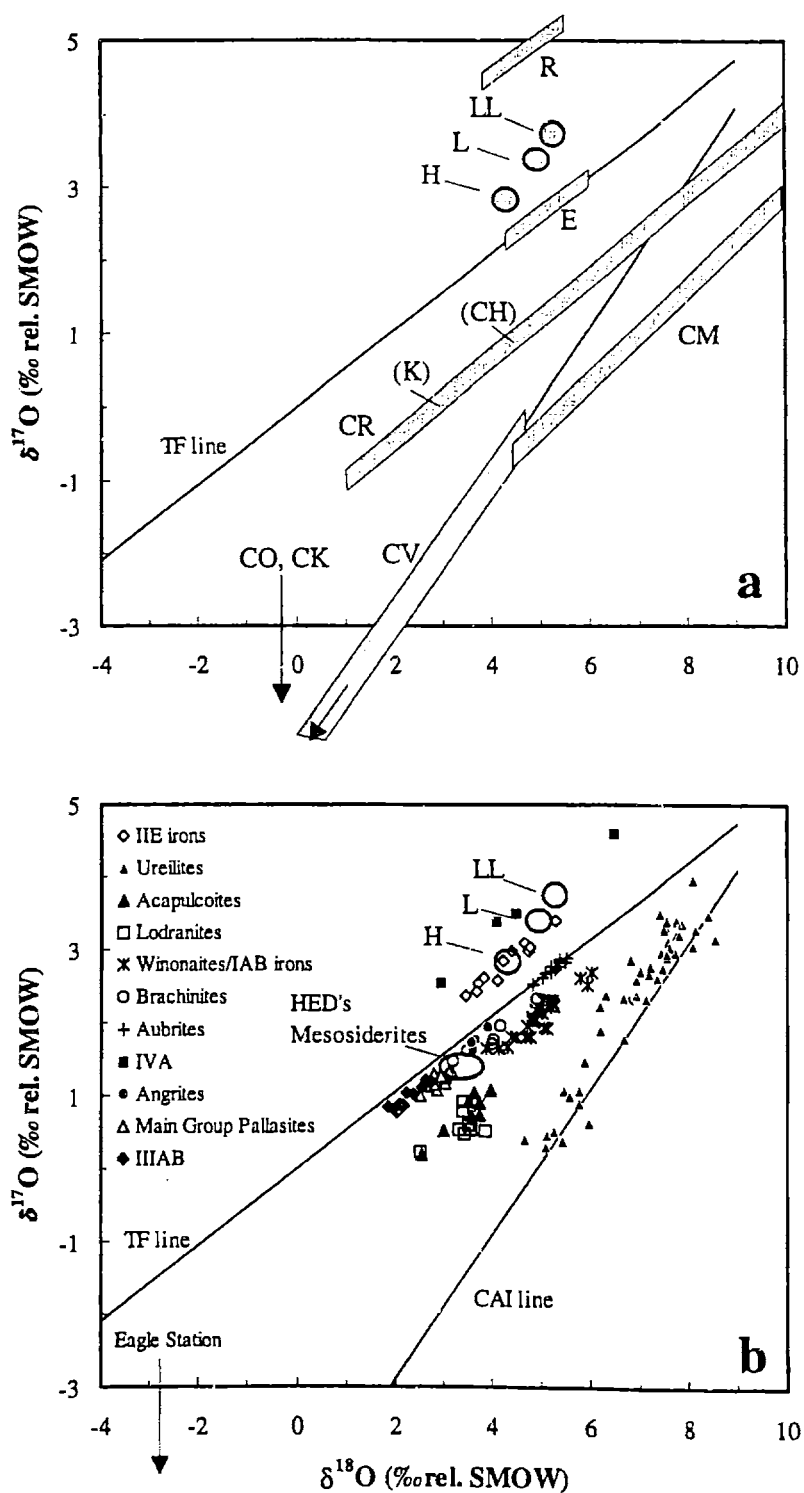 5
R
LL
L
H
3
E
(CH)
1
CM
(K)
CR
TF line
-1
CV
CO, CK
a
-3
-4 -2 0 2 4 6 8 10
δ¹⁷O (‰ rel. SMOW)
5
IIE irons
Ureilites
Acapulcoites
Lodranites
Winonaites/IAB irons
Brachinites
Aubrites
IVA
Angrites
Main Group Pallasites
IIIAB
LL
L
H
3
HED's
Mesosiderites
1
TF line
-1
CAI line
Eagle Station
b
-3
-4 -2 0 2 4 6 8 10
δ¹⁷O (‰ rel. SMOW)
δ¹⁸O (‰ rel. SMOW)